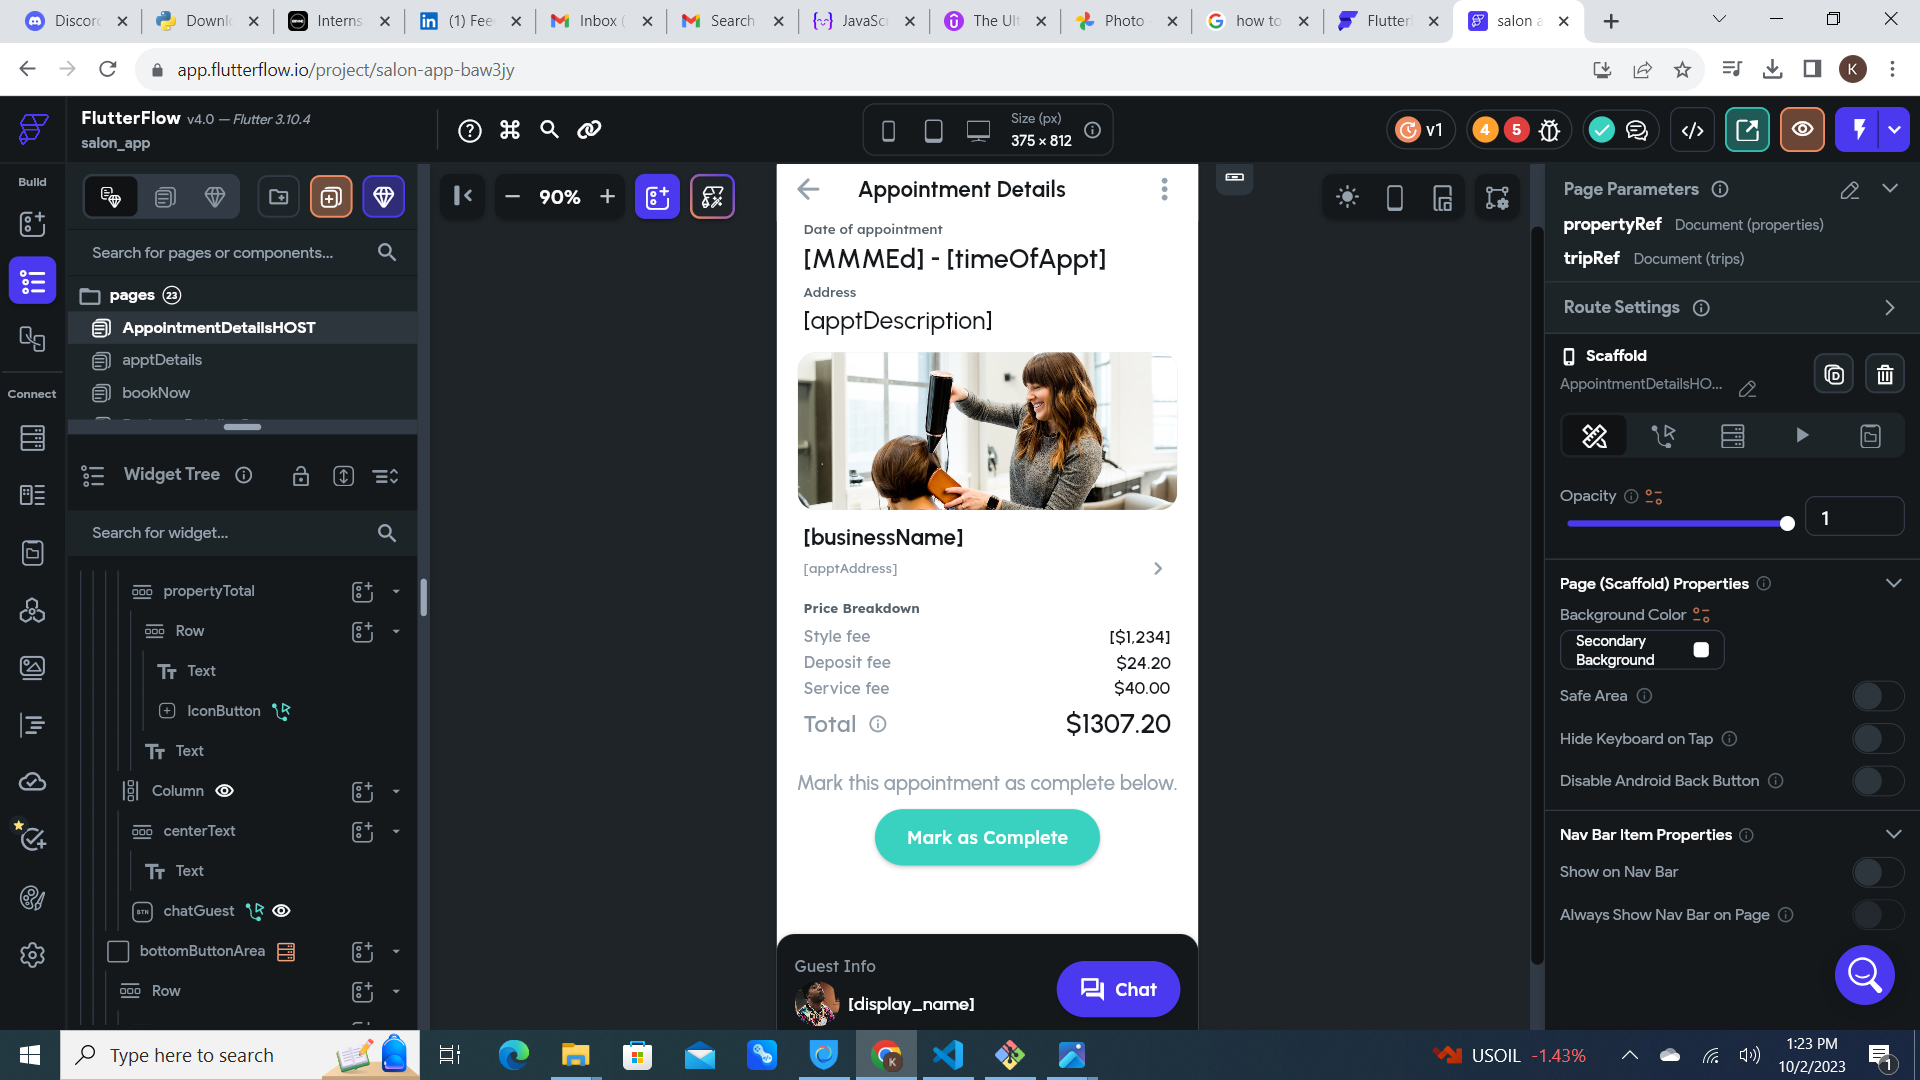 Discord
Downl
Interns
(1) Fee
Inbox (
Search
JavaSc
The Ult
Photo
how to
Flutterl
salon a
app.flutterflow.io/project/salon-app-baw3jy
K
FlutterFlow v4.0 — Flutter 3.10.4
salon_app
Size (px)
375 × 812
v1
4
5
Build
90%
Search for pages or components...
pages 23
AppointmentDetailsHOST
apptDetails
bookNow
Connect
Widget Tree
Search for widget...
propertyTotal
Row
Text
IconButton
Text
Column
centerText
Text
BTN chatGuest
bottomButtonArea
Row
Appointment Details
Date of appointment
[MMMEd] - [timeOfAppt]
Address
[apptDescription]
[businessName]
[apptAddress]
Price Breakdown
Style fee [$1,234]
Deposit fee $24.20
Service fee $40.00
Total $1307.20
Mark this appointment as complete below.
Mark as Complete
Guest Info
[display_name]
Chat
Page Parameters
propertyRef Document (properties)
tripRef Document (trips)
Route Settings
Scaffold
AppointmentDetailsHO...
Opacity
1
Page (Scaffold) Properties
Background Color
Secondary
Background
Safe Area
Hide Keyboard on Tap
Disable Android Back Button
Nav Bar Item Properties
Show on Nav Bar
Always Show Nav Bar on Page
Type here to search
K
USOIL -1.43%
1:23 PM
10/2/2023
1